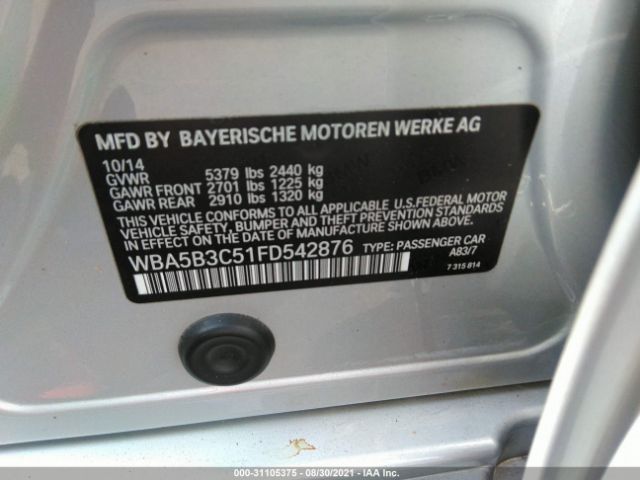 MFD BY BAYERISCHE MOTOREN WERKE AG
10/14
GVWR 5379 lbs 2440 kg
GAWR FRONT 2701 lbs 1225 kg
GAWR REAR 2910 lbs 1320 kg
THIS VEHICLE CONFORMS TO ALL APPLICABLE U.S.FEDERAL MOTOR
VEHICLE SAFETY, BUMPER AND THEFT PREVENTION STANDARDS
IN EFFECT ON THE DATE OF MANUFACTURE SHOWN ABOVE.
WBA5B3C51FD542876 TYPE: PASSENGER CAR
A83/7
7 315 814
000-31105375 - 08/30/2021 - IAA Inc.